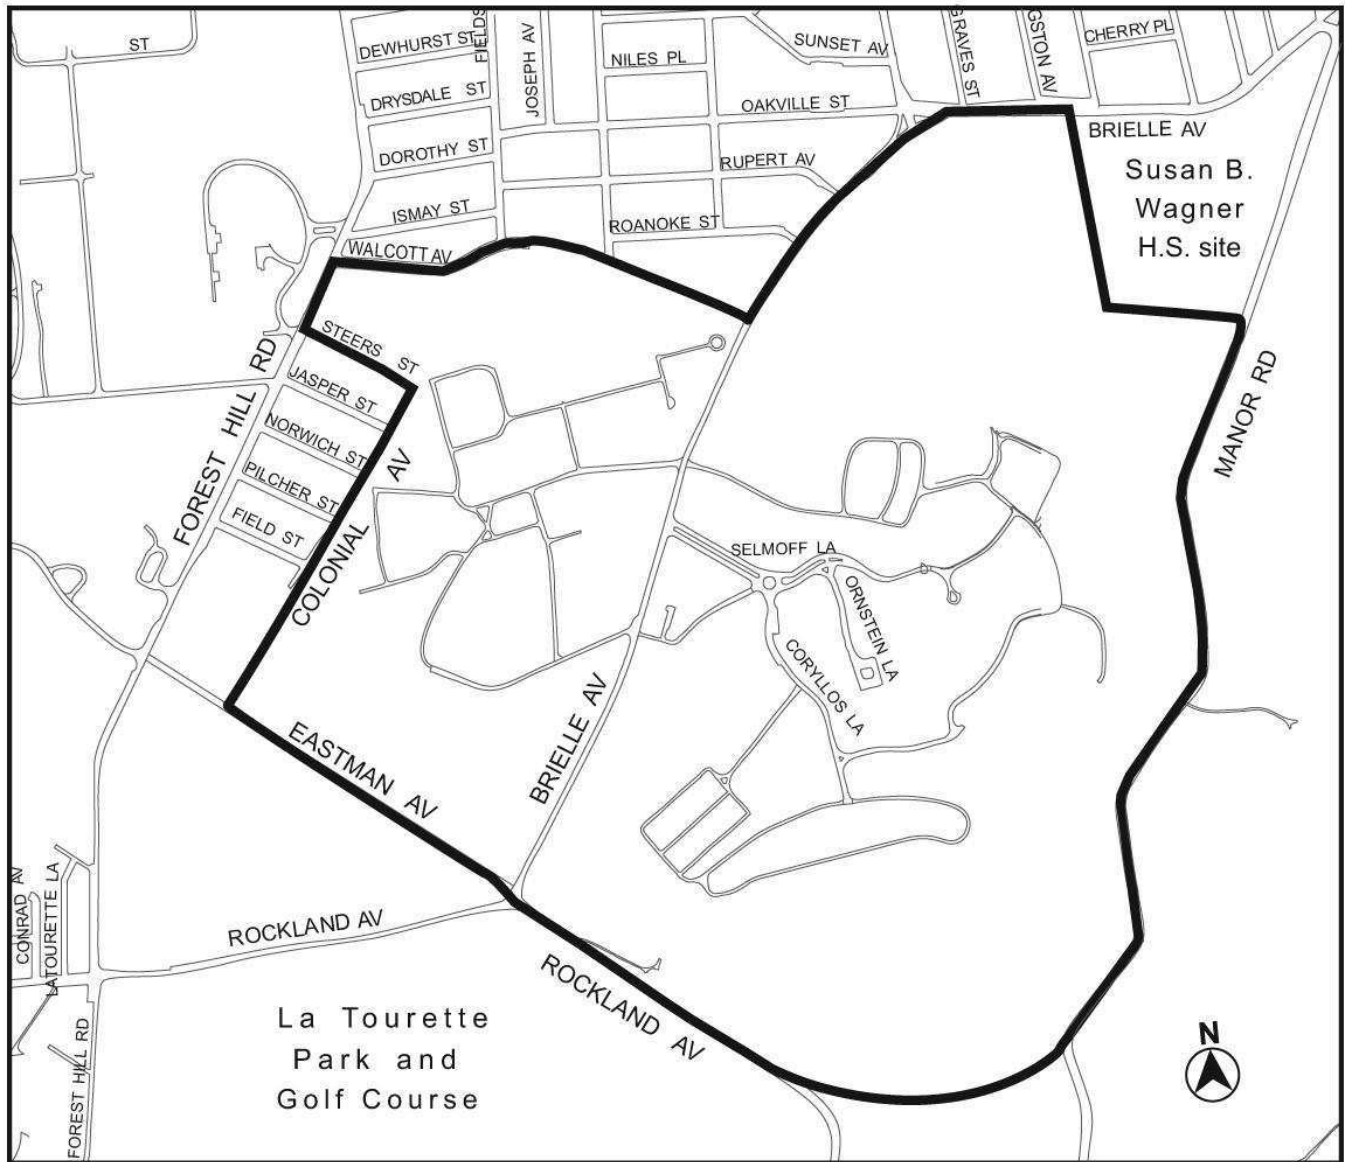 ST
DEWHURST ST
FIELDS
JOSEPH AV
NILES PL
SUNSET AV
GRAVES ST
GSTON AV
CHERRY PL
DRYSDALE ST
OAKVILLE ST
BRIELLE AV
DOROTHY ST
RUPERT AV
Susan B.
Wagner
H.S. site
ISMAY ST
ROANOKE ST
WALCOTT AV
STEERS ST
FOREST HILL RD
JASPER ST
MANOR RD
NORWICH ST
PILCHER ST
FIELD ST
COLONIAL AV
SELMOFF LA
ORNSTEIN LA
CORYLLOS LA
BRIELLE AV
EASTMAN AV
CONRAD AV
LATOURETTE LA
ROCKLAND AV
ROCKLAND AV
La Tourette
Park and
Golf Course
FOREST HILL RD
N